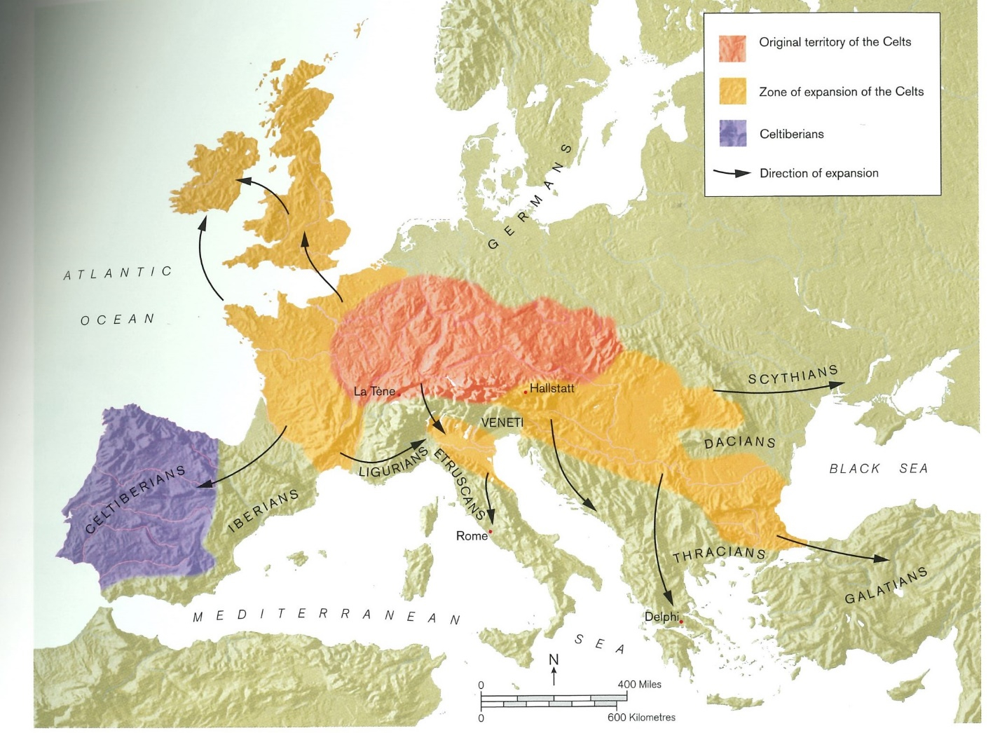 Original territory of the Celts
Zone of expansion of the Celts
Celtiberians
Direction of expansion
GERMANS
ATLANTIC
OCEAN
SCYTHIANS
La Tène
Hallstatt
VENETI
DACIANS
LIGURIANS
ETRUSCANS
BLACK SEA
CELTIBERIANS
IBERIANS
Rome
THRACIANS
GALATIANS
Delphi
MEDITERRANEAN
SEA
N
0 400 Miles
0 600 Kilometres